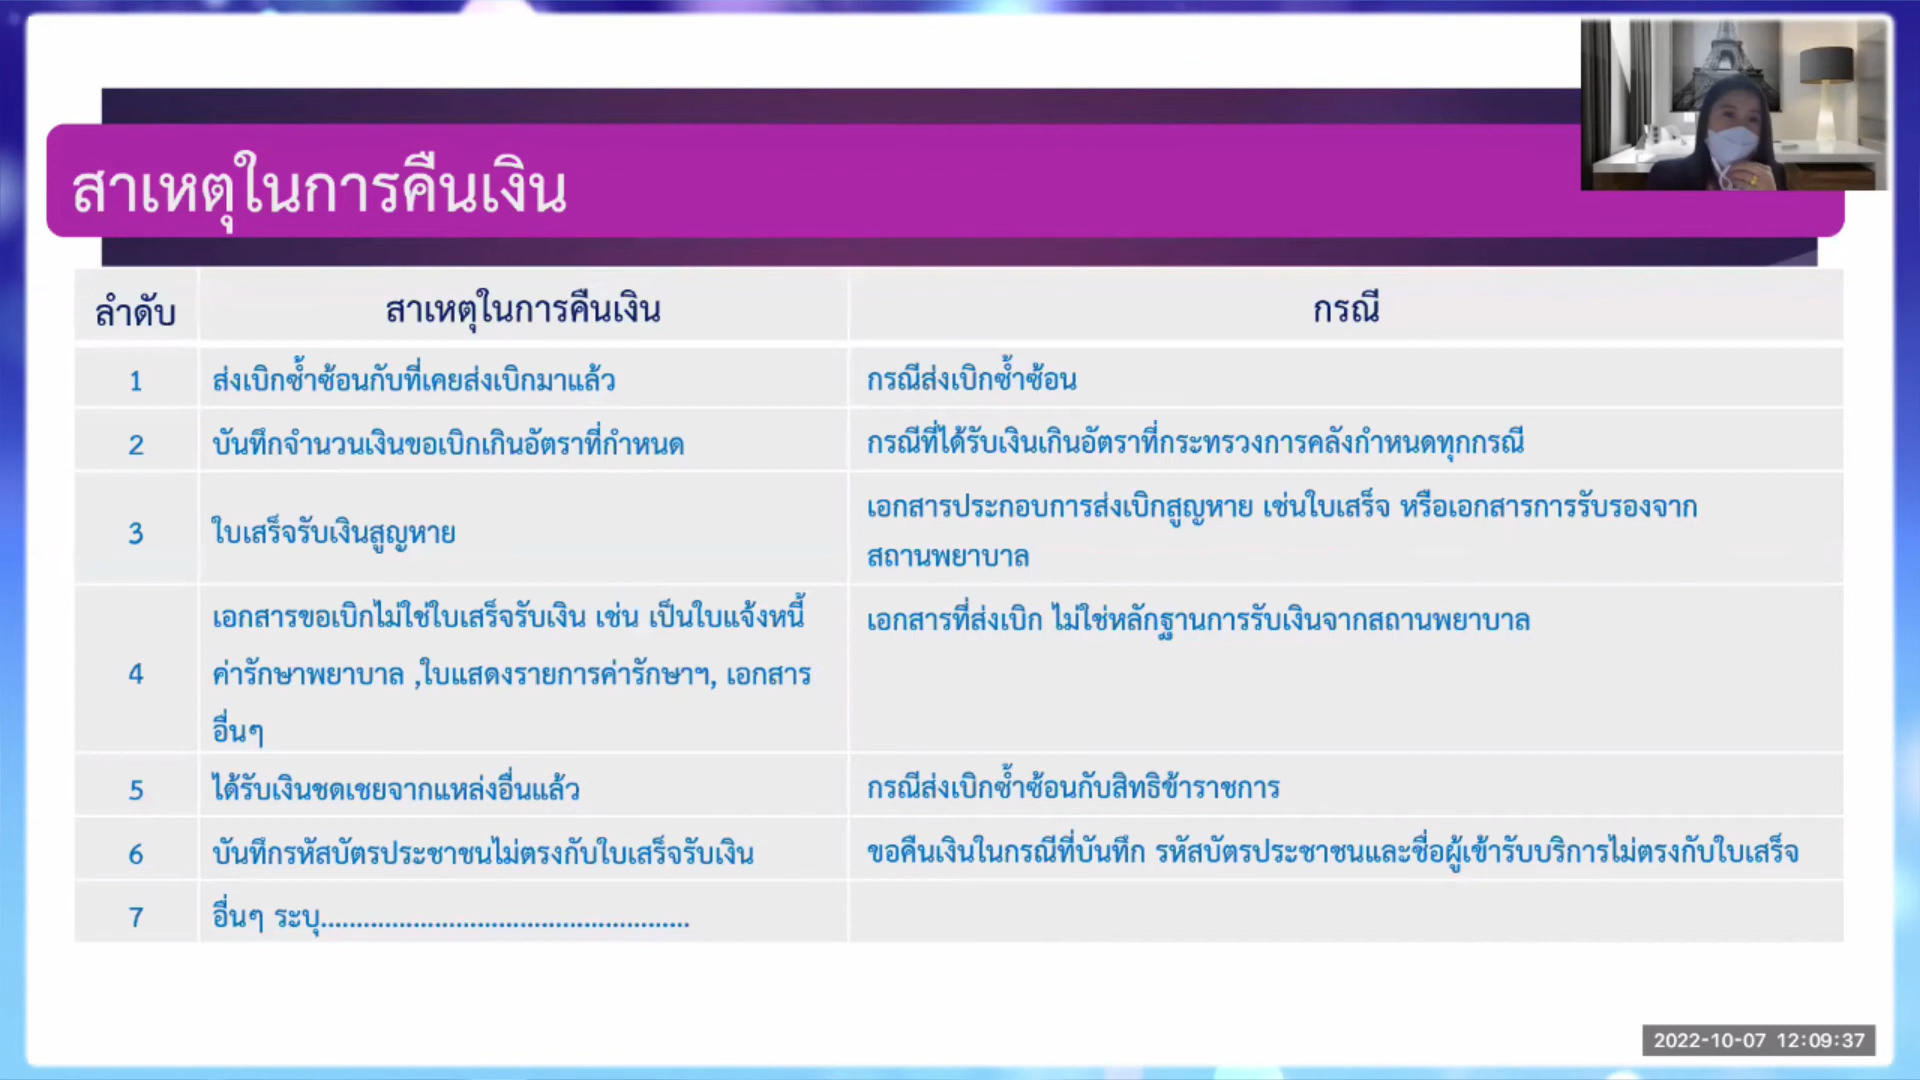 สาเหตุในการคืนเงิน
ลำดับ สาเหตุในการคืนเงิน กรณี
1 ส่งเบิกซ้ำซ้อนกับที่เคยส่งเบิกมาแล้ว กรณีส่งเบิกซ้ำซ้อน
2 บันทึกจำนวนเงินขอเบิกเกินอัตราที่กำหนด กรณีที่ได้รับเงินเกินอัตราที่กระทรวงการคลังกำหนดทุกกรณี
3 ใบเสร็จรับเงินสูญหาย เอกสารประกอบการส่งเบิกสูญหาย เช่นใบเสร็จ หรือเอกสารการรับรองจาก
สถานพยาบาล
4 เอกสารขอเบิกไม่ใช่ใบเสร็จรับเงิน เช่น เป็นใบแจ้งหนี้
ค่ารักษาพยาบาล ,ใบแสดงรายการค่ารักษาฯ, เอกสาร
อื่นๆ
เอกสารที่ส่งเบิก ไม่ใช่หลักฐานการรับเงินจากสถานพยาบาล
5 ได้รับเงินชดเชยจากแหล่งอื่นแล้ว กรณีส่งเบิกซ้ำซ้อนกับสิทธิข้าราชการ
6 บันทึกรหัสบัตรประชาชนไม่ตรงกับใบเสร็จรับเงิน ขอคืนเงินในกรณีที่บันทึก รหัสบัตรประชาชนและชื่อผู้เข้ารับบริการไม่ตรงกับใบเสร็จ
7 อื่นๆ ระบุ....................................................
2022-10-07 12:09:37